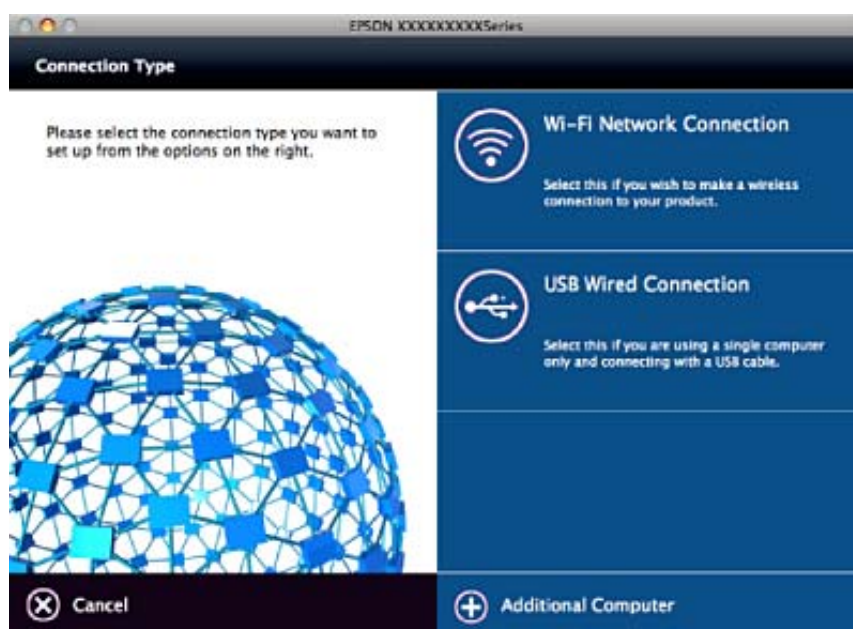 EPSON XXXXXXXXXSeries
Connection Type
Please select the connection type you want to
set up from the options on the right.
Wi-Fi Network Connection
Select this if you wish to make a wireless
connection to your product.
USB Wired Connection
Select this if you are using a single computer
only and connecting with a USB cable.
Cancel
Additional Computer